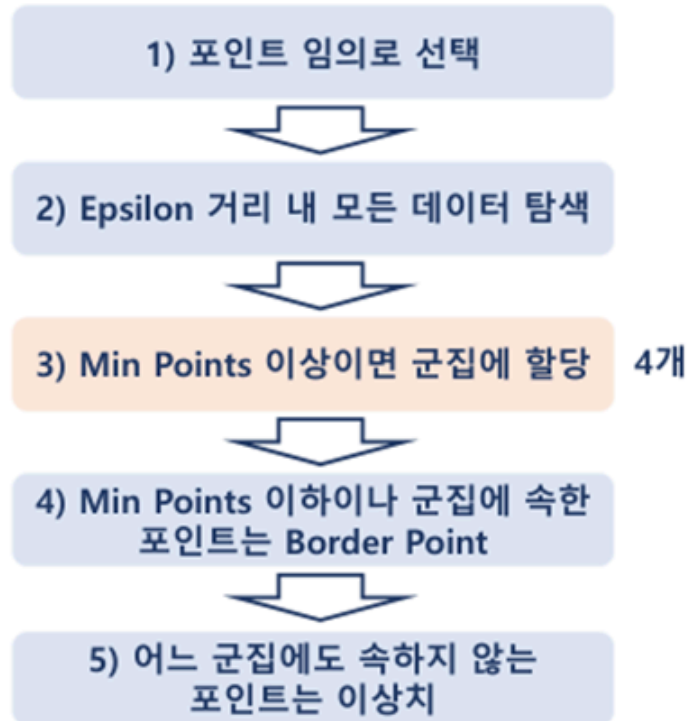 1) 포인트 임의로 선택
2) Epsilon 거리 내 모든 데이터 탐색
3) Min Points 이상이면 군집에 할당
4개
4) Min Points 이하이나 군집에 속한
포인트는 Border Point
5) 어느 군집에도 속하지 않는
포인트는 이상치